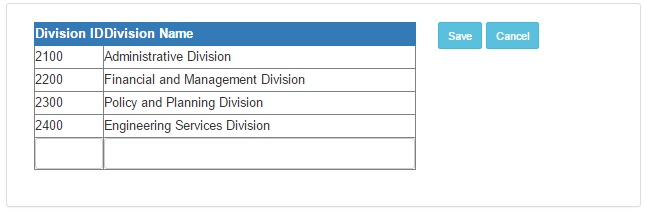 Division ID Division Name
2100 Administrative Division
2200 Financial and Management Division
2300 Policy and Planning Division
2400 Engineering Services Division
Save Cancel